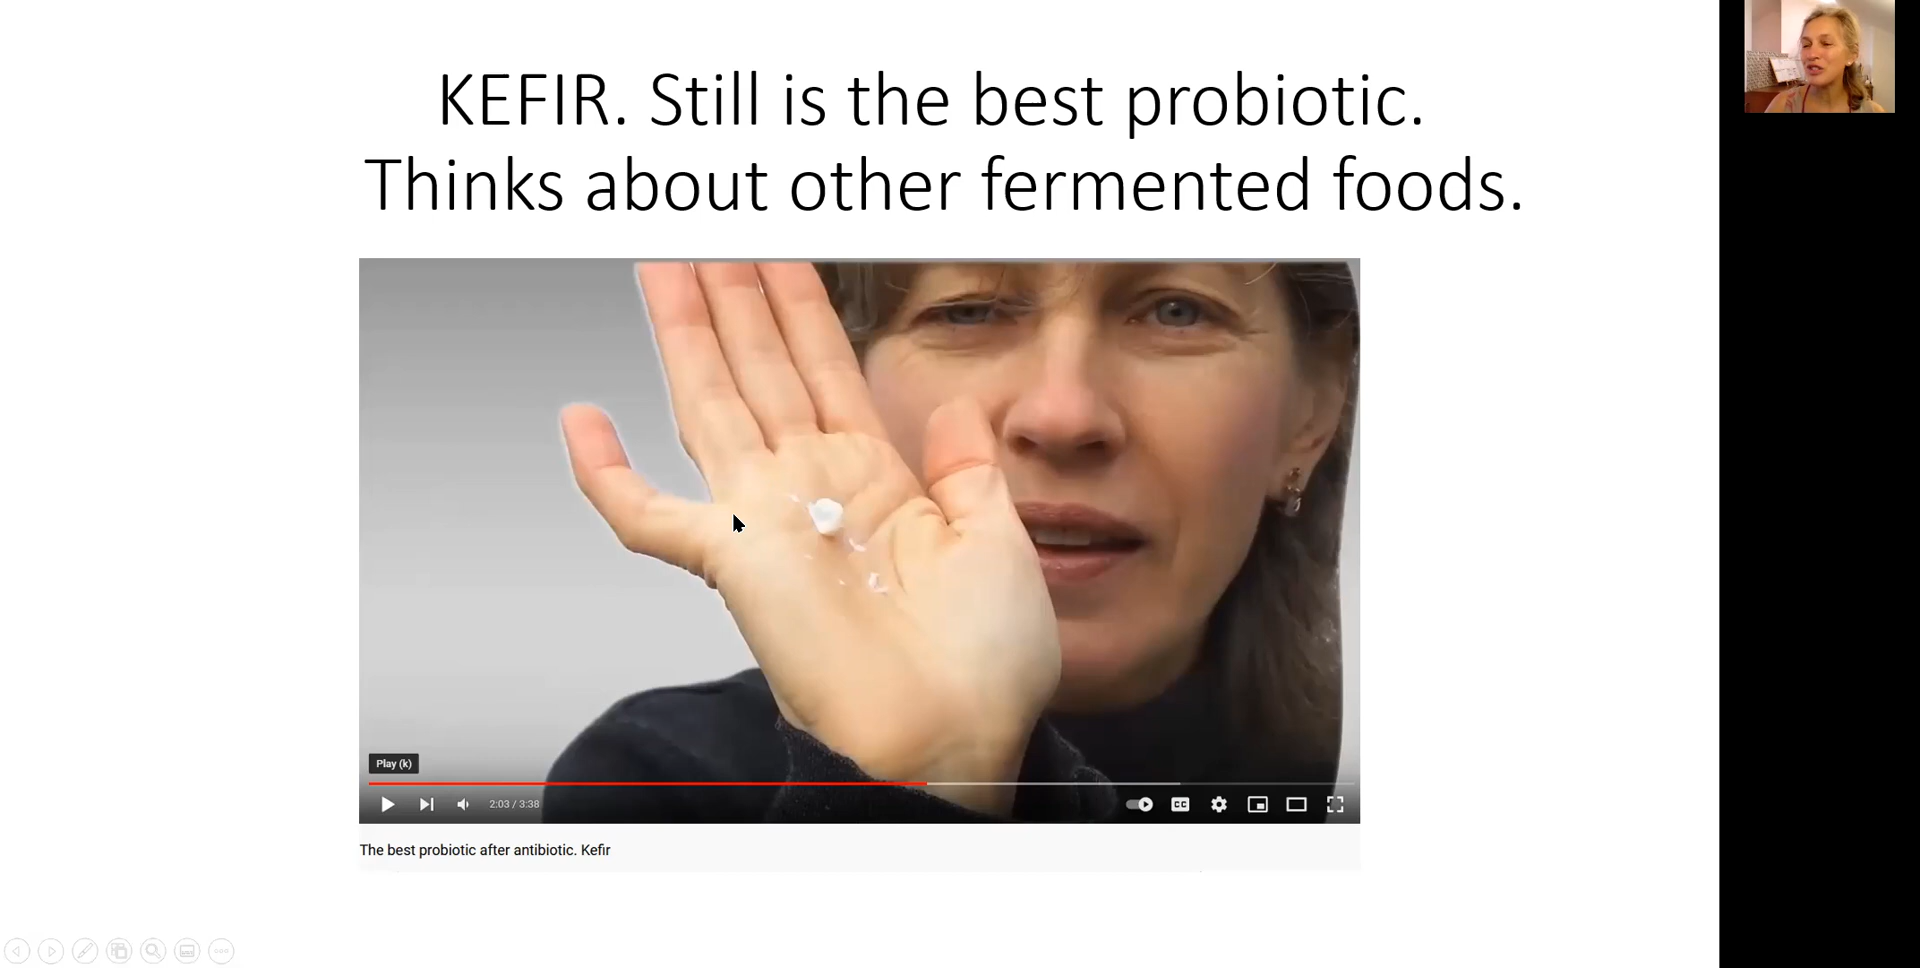 KEFIR. Still is the best probiotic.
Thinks about other fermented foods.
Play (k)
2:03 / 3:38
CC
The best probiotic after antibiotic. Kefir